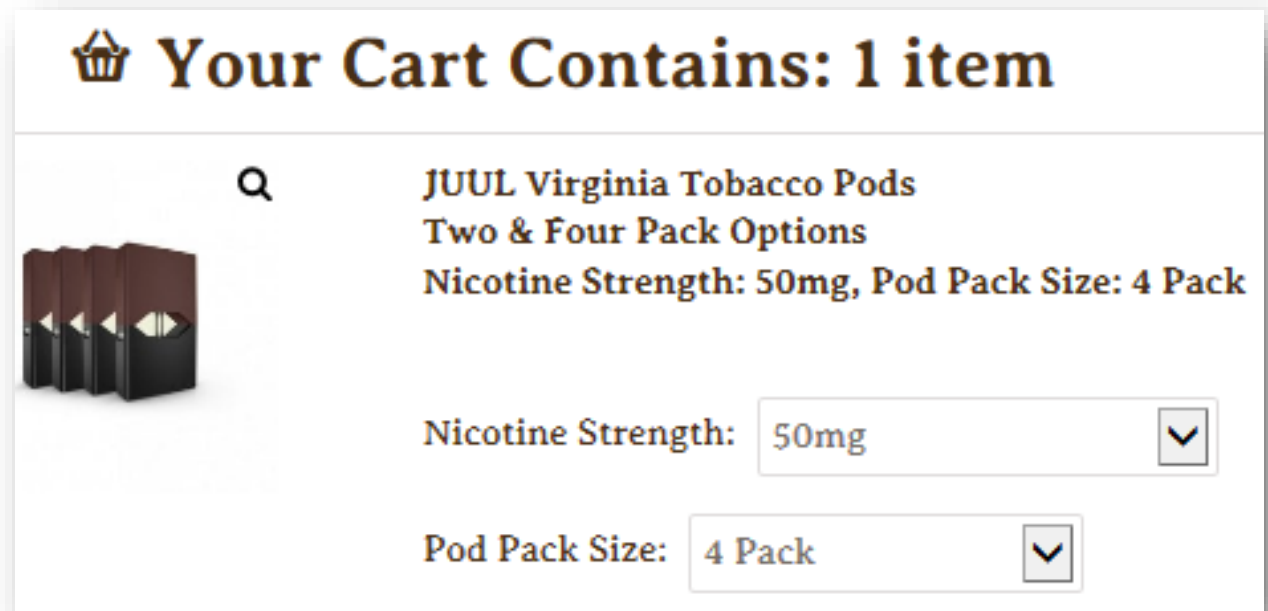 Your Cart Contains: 1 item
JUUL Virginia Tobacco Pods
Two & Four Pack Options
Nicotine Strength: 50mg, Pod Pack Size: 4 Pack
Nicotine Strength: 50mg
Pod Pack Size: 4 Pack